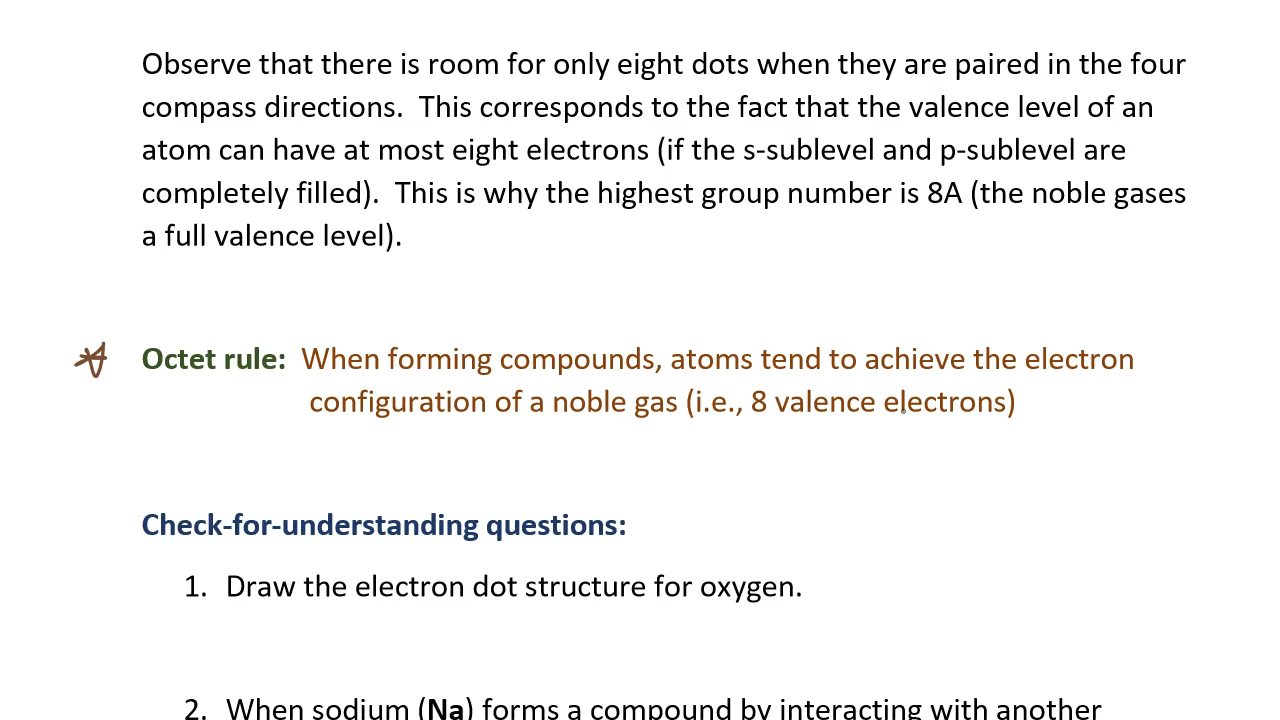 Observe that there is room for only eight dots when they are paired in the four
compass directions.  This corresponds to the fact that the valence level of an
atom can have at most eight electrons (if the s-sublevel and p-sublevel are
completely filled).  This is why the highest group number is 8A (the noble gases
a full valence level).
Octet rule:  When forming compounds, atoms tend to achieve the electron
configuration of a noble gas (i.e., 8 valence electrons)
Check-for-understanding questions:
1.  Draw the electron dot structure for oxygen.
2.  When sodium (Na) forms a compound by interacting with another